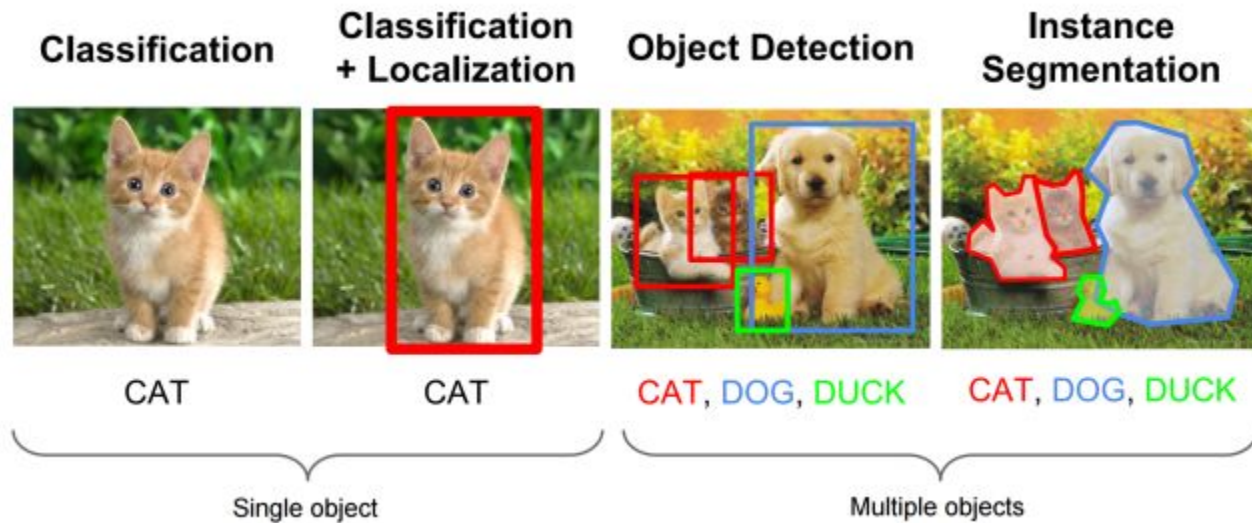 Classification
Classification
+ Localization
Object Detection
Instance
Segmentation
CAT
CAT
CAT, DOG, DUCK
CAT, DOG, DUCK
Single object
Multiple objects